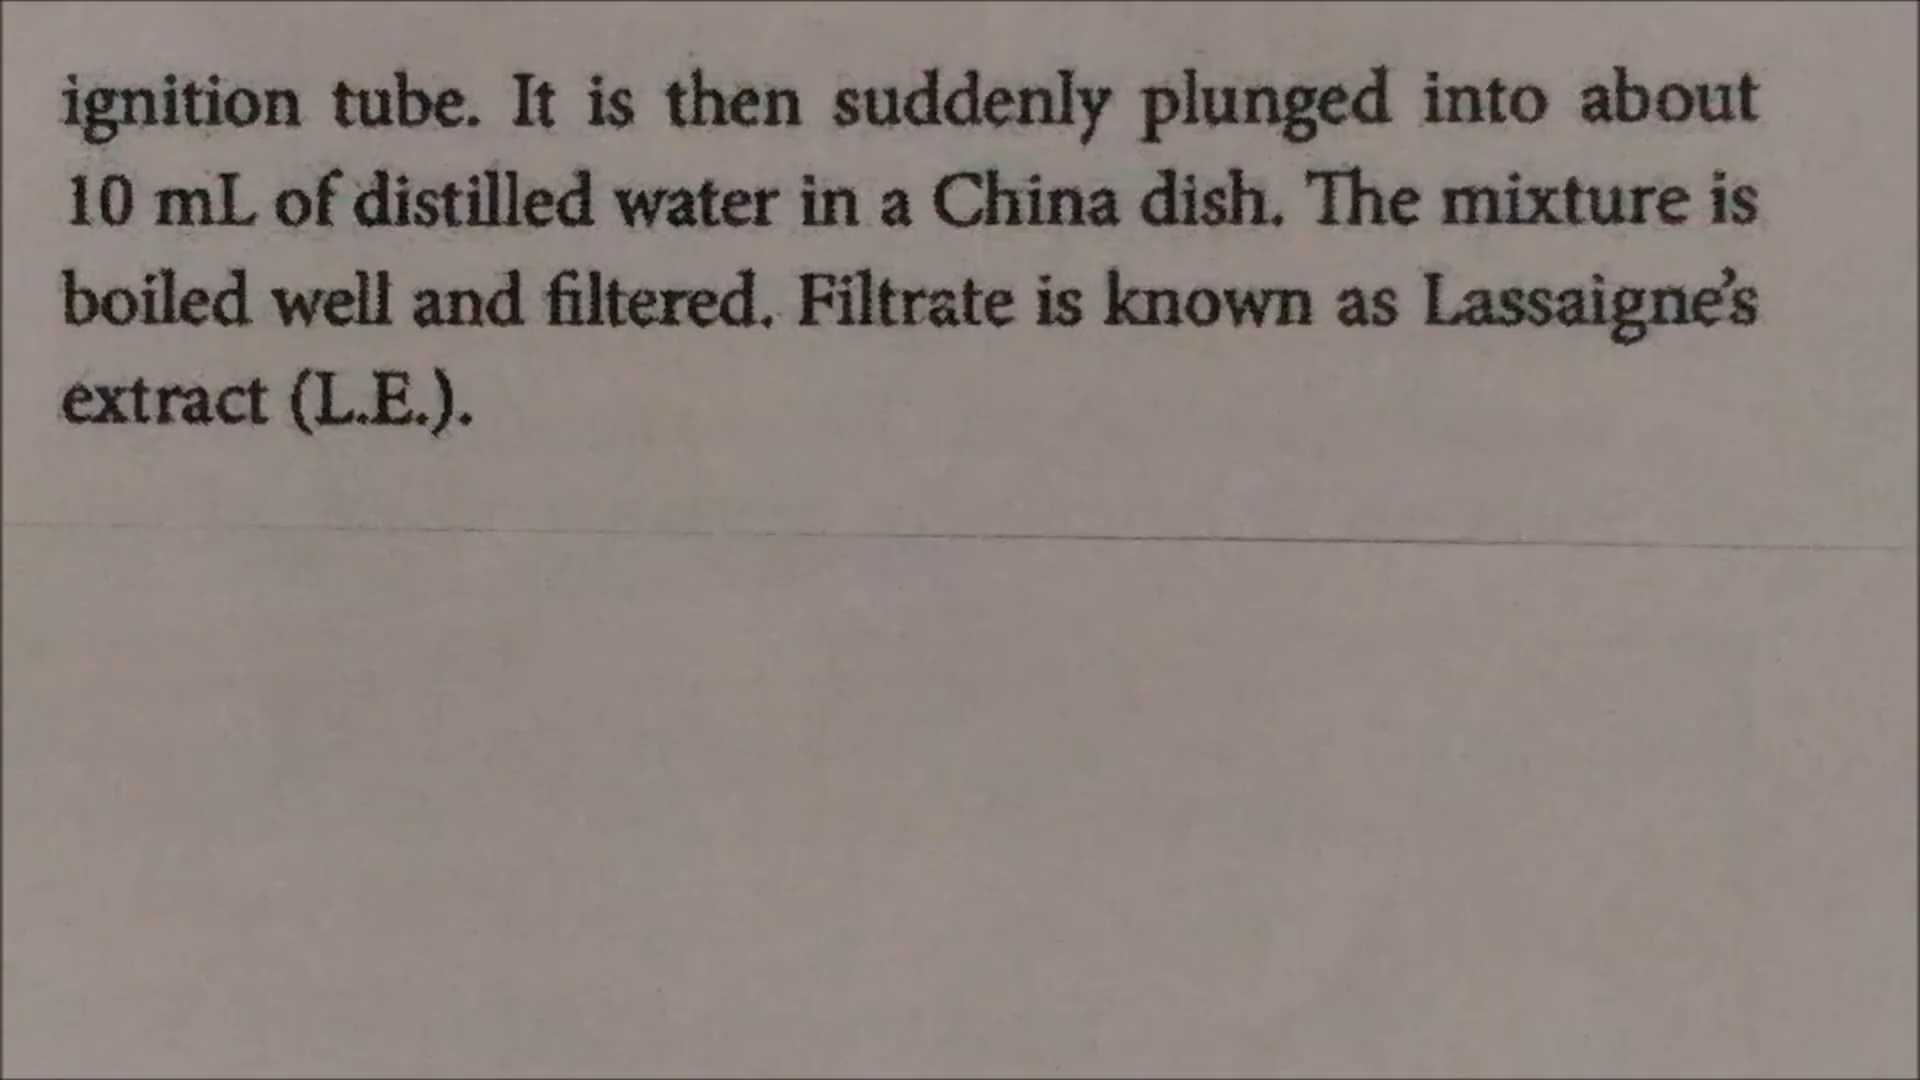 ignition tube. It is then suddenly plunged into about
10 mL of distilled water in a China dish. The mixture is
boiled well and filtered. Filtrate is known as Lassaigne's
extract (L.E.).